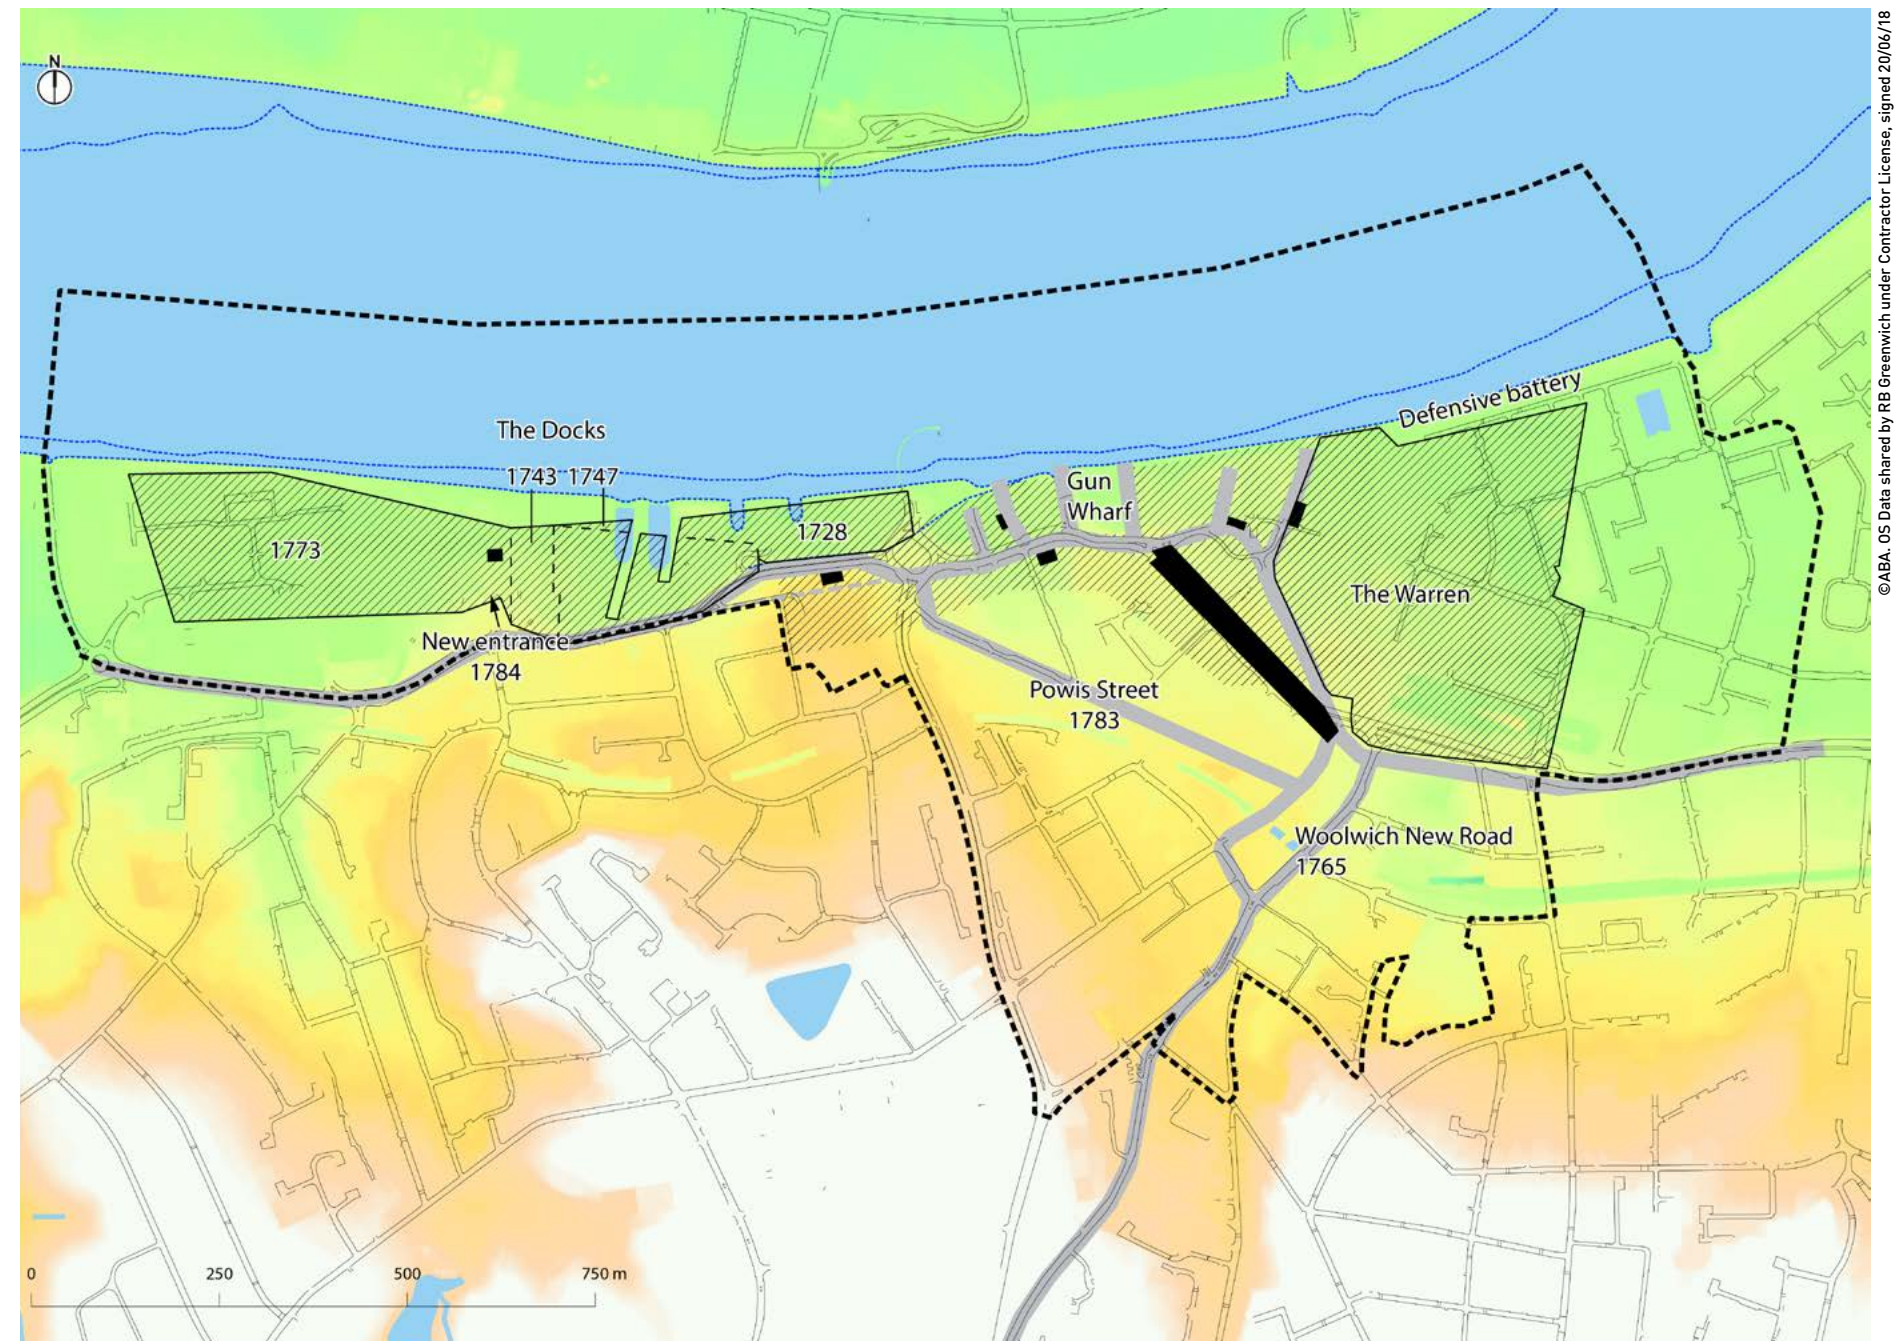 N
The Docks
1743 1747
1773
1728
New entrance
1784
Gun
Wharf
Defensive battery
The Warren
Powis Street
1783
Woolwich New Road
1765
0 250 500 750 m
©ABA. OS Data shared by RB Greenwich under Contractor License, signed 20/06/18